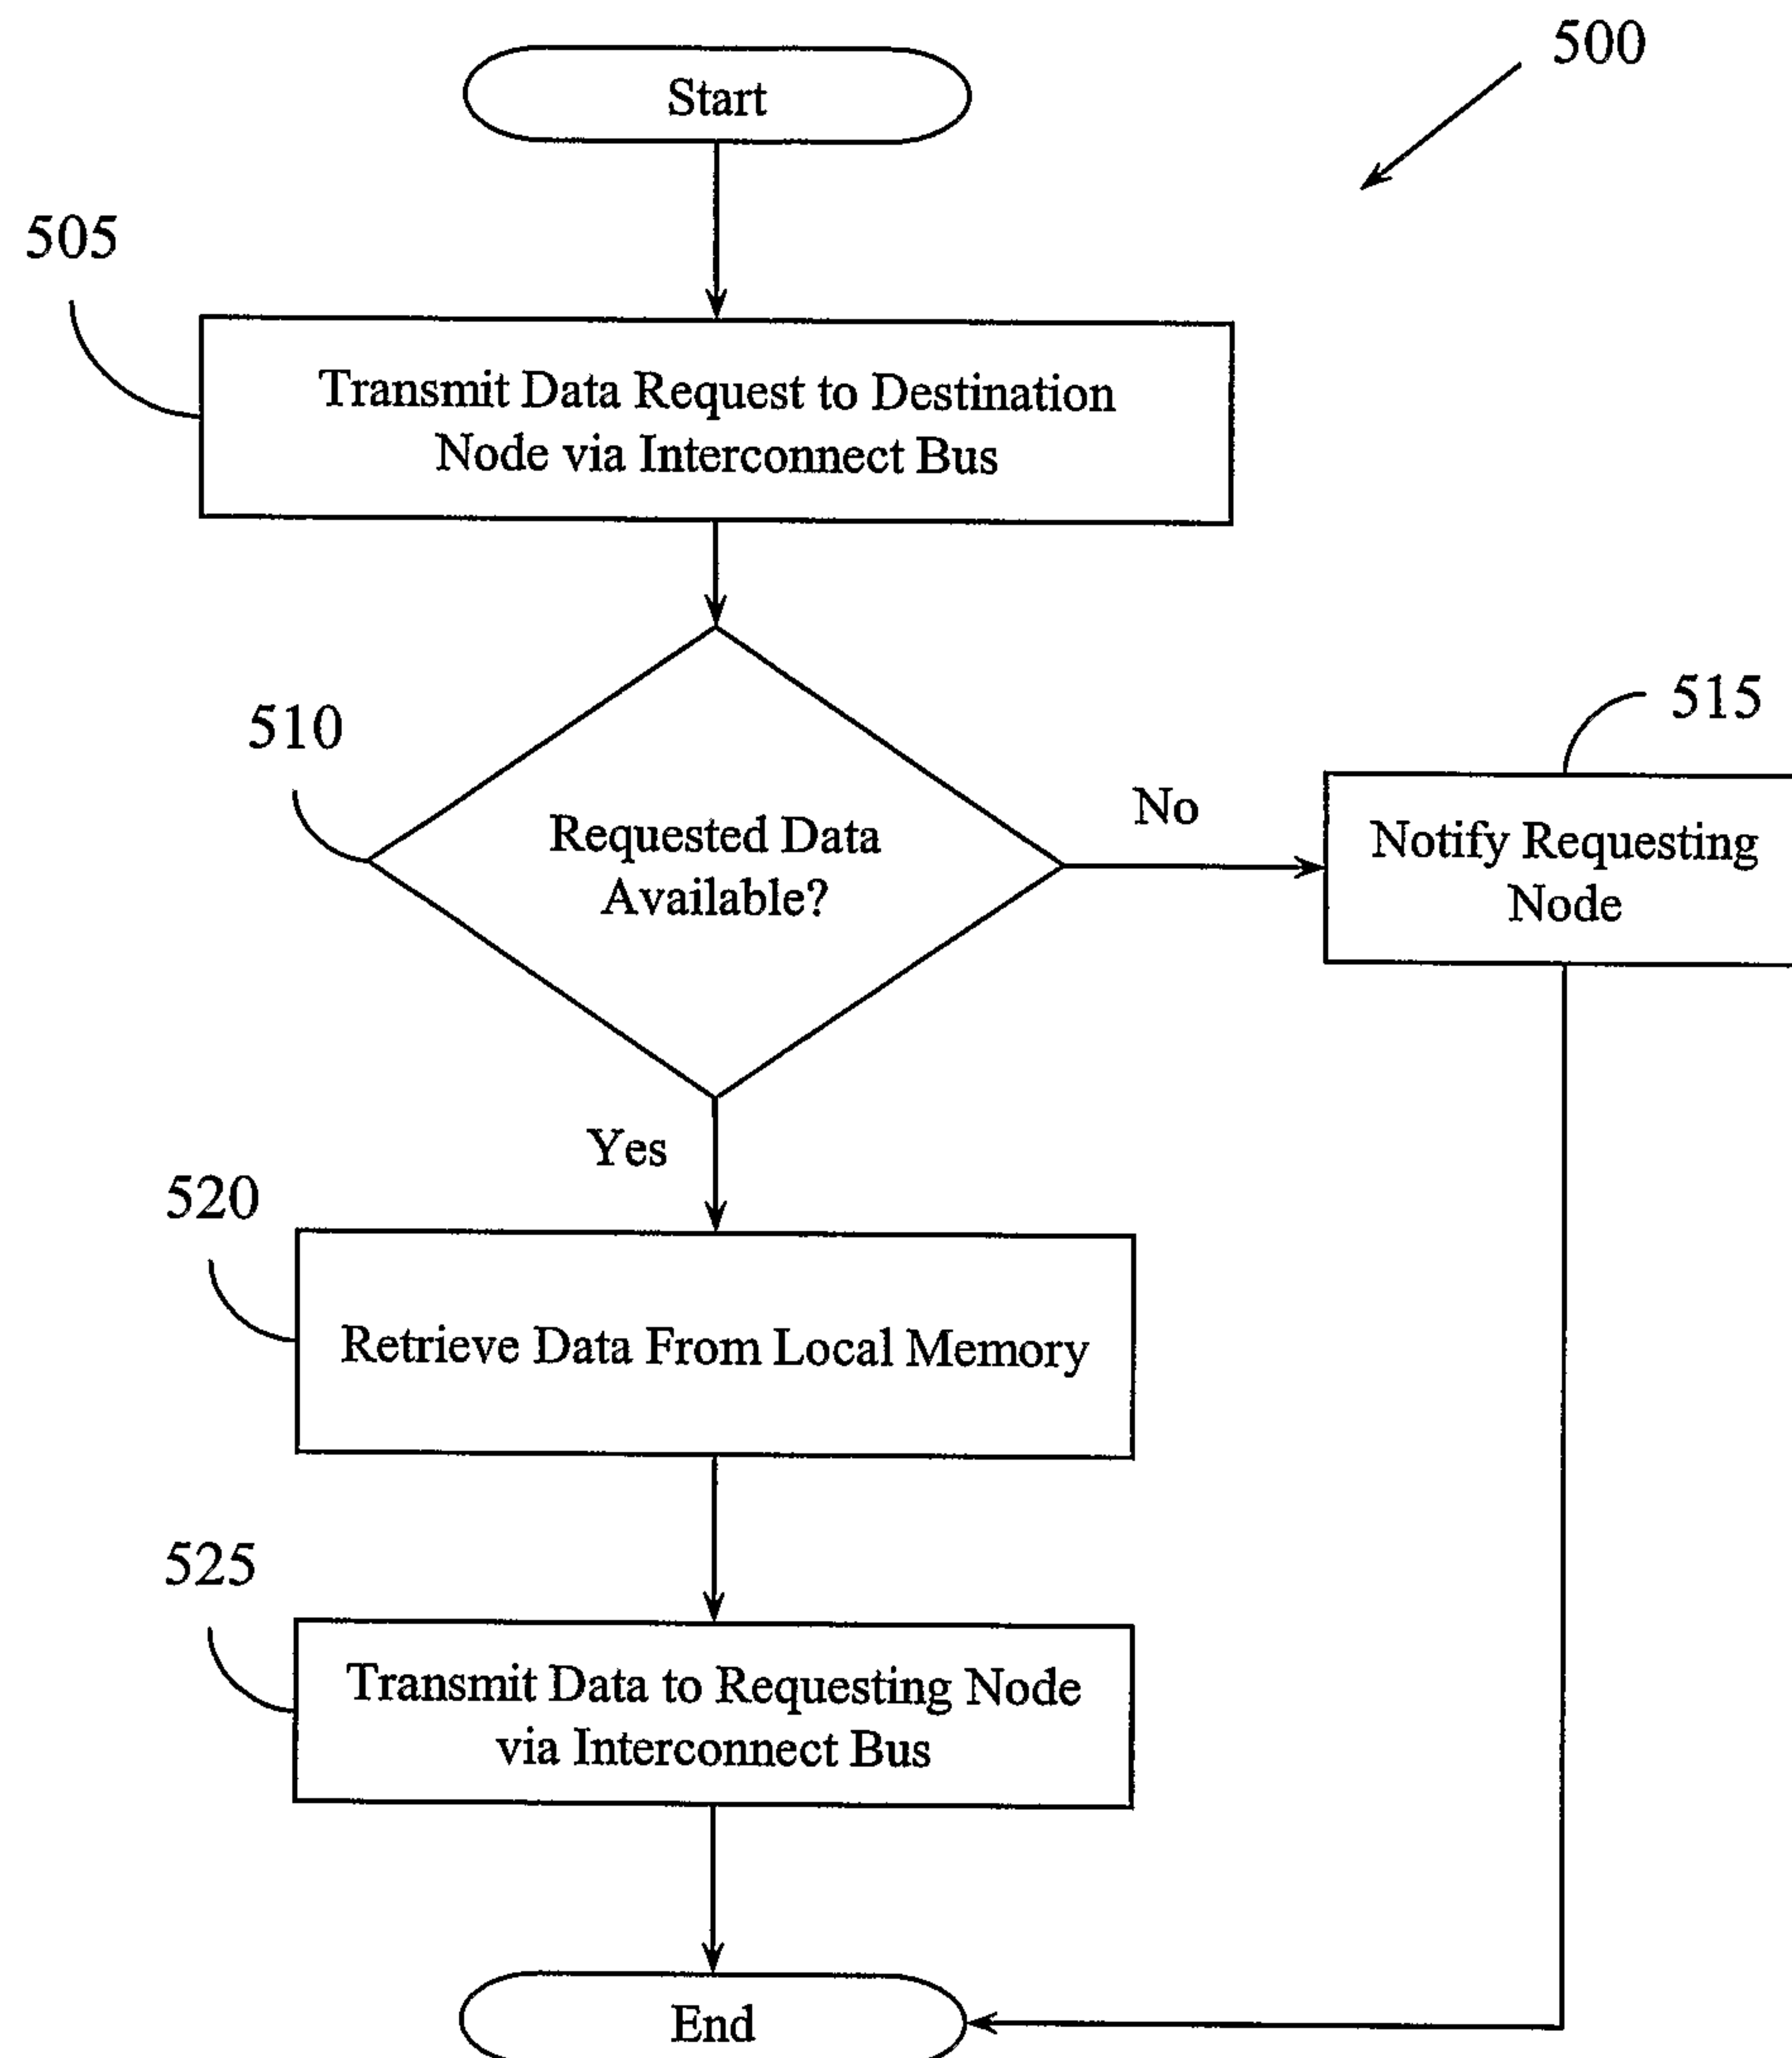 500
Start
505
Transmit Data Request to Destination
Node via Interconnect Bus
510
Requested Data
Available?
No
515
Notify Requesting
Node
Yes
520
Retrieve Data From Local Memory
525
Transmit Data to Requesting Node
via Interconnect Bus
End